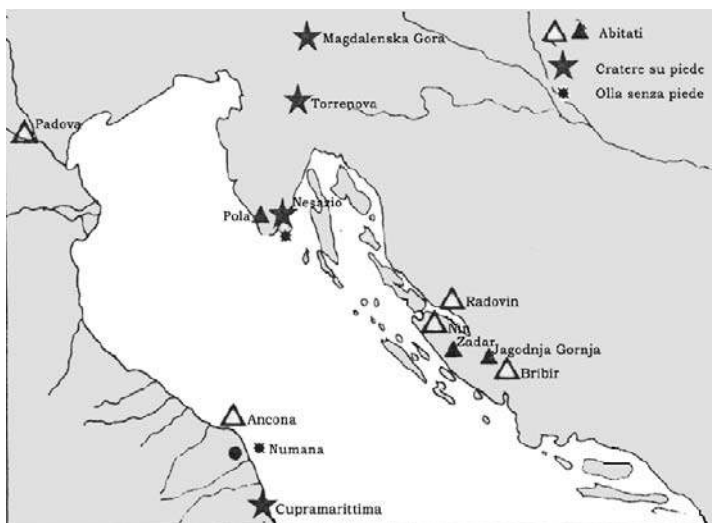 Magdalenska Gora
Abitati
Cratere su piede
Olla senza piede
Torrenova
Padova
Nesazio
Pola
Radovin
Nin
Zadar
Jagodnja Gornja
Bribir
Ancona
Numana
Cupramarittima